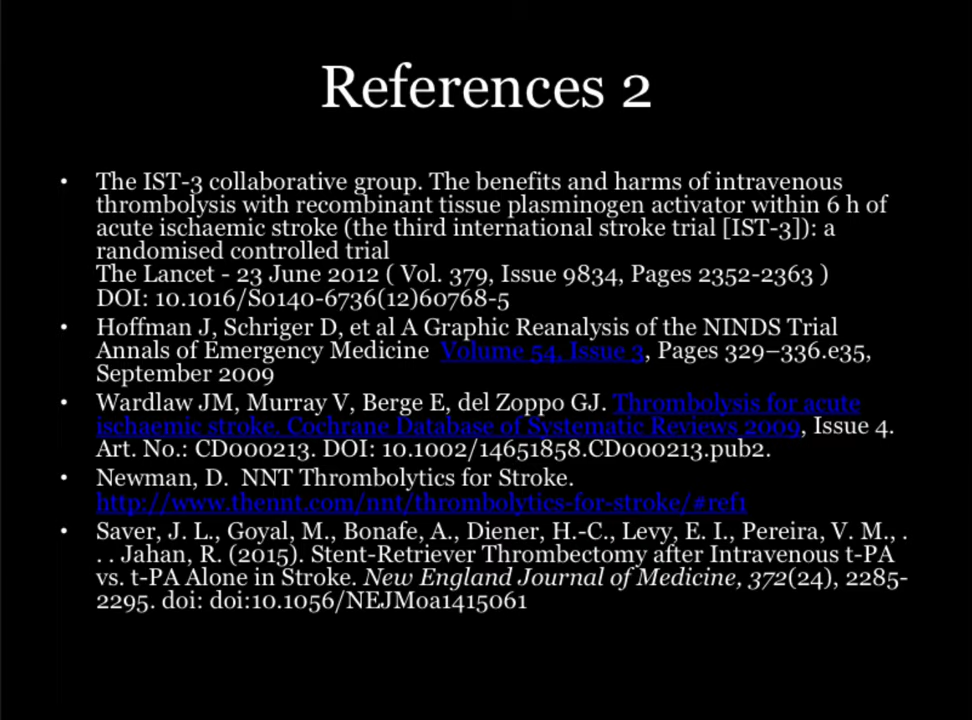 References 2
• The IST-3 collaborative group. The benefits and harms of intravenous
thrombolysis with recombinant tissue plasminogen activator within 6 h of
acute ischaemic stroke (the third international stroke trial [IST-3]): a
randomised controlled trial
The Lancet - 23 June 2012 ( Vol. 379, Issue 9834, Pages 2352-2363 )
DOI: 10.1016/S0140-6736(12)60768-5
• Hoffman J, Schriger D, et al A Graphic Reanalysis of the NINDS Trial
Annals of Emergency Medicine Volume 54, Issue 3, Pages 329–336.e35,
September 2009
• Wardlaw JM, Murray V, Berge E, del Zoppo GJ. Thrombolysis for acute
ischaemic stroke. Cochrane Database of Systematic Reviews 2009, Issue 4.
Art. No.: CD000213. DOI: 10.1002/14651858.CD000213.pub2.
• Newman, D. NNT Thrombolytics for Stroke.
http://www.thennt.com/nnt/thrombolytics-for-stroke/#ref1
• Saver, J. L., Goyal, M., Bonafe, A., Diener, H.-C., Levy, E. I., Pereira, V. M., .
. . Jahan, R. (2015). Stent-Retriever Thrombectomy after Intravenous t-PA
vs. t-PA Alone in Stroke. New England Journal of Medicine, 372(24), 2285-
2295. doi: doi:10.1056/NEJMoa1415061